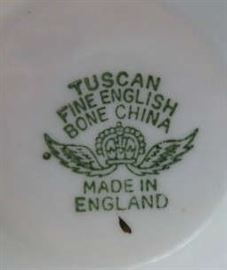 TUSCAN
FINE ENGLISH
BONE CHINA
MADE IN
ENGLAND